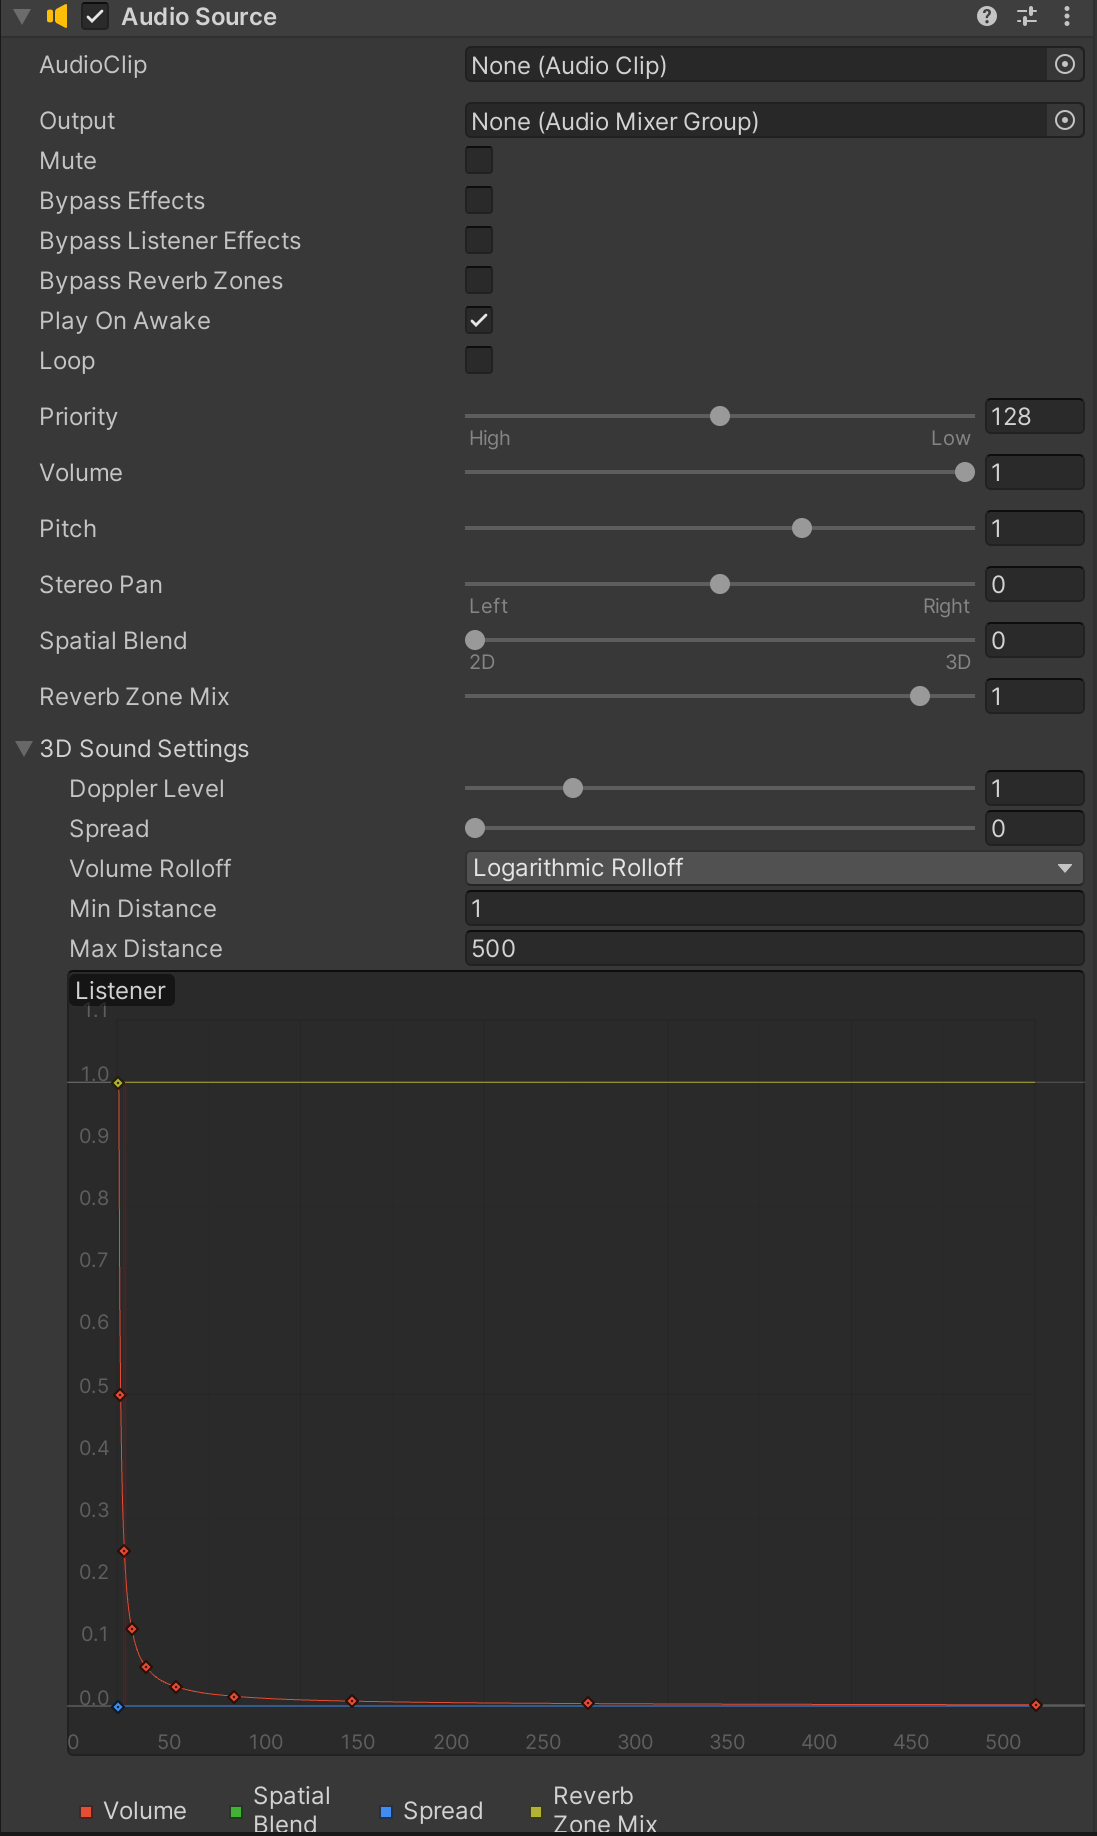 Audio Source
AudioClip None (Audio Clip)
Output None (Audio Mixer Group)
Mute
Bypass Effects
Bypass Listener Effects
Bypass Reverb Zones
Play On Awake
Loop
Priority 128
High Low
Volume 1
Pitch 1
Stereo Pan 0
Left Right
Spatial Blend 0
2D 3D
Reverb Zone Mix 1
3D Sound Settings
Doppler Level 1
Spread 0
Volume Rolloff Logarithmic Rolloff
Min Distance 1
Max Distance 500
Listener
1.1
1.0
0.9
0.8
0.7
0.6
0.5
0.4
0.3
0.2
0.1
0.0
0 50 100 150 200 250 300 350 400 450 500
Volume Spatial Blend Spread Reverb Zone Mix